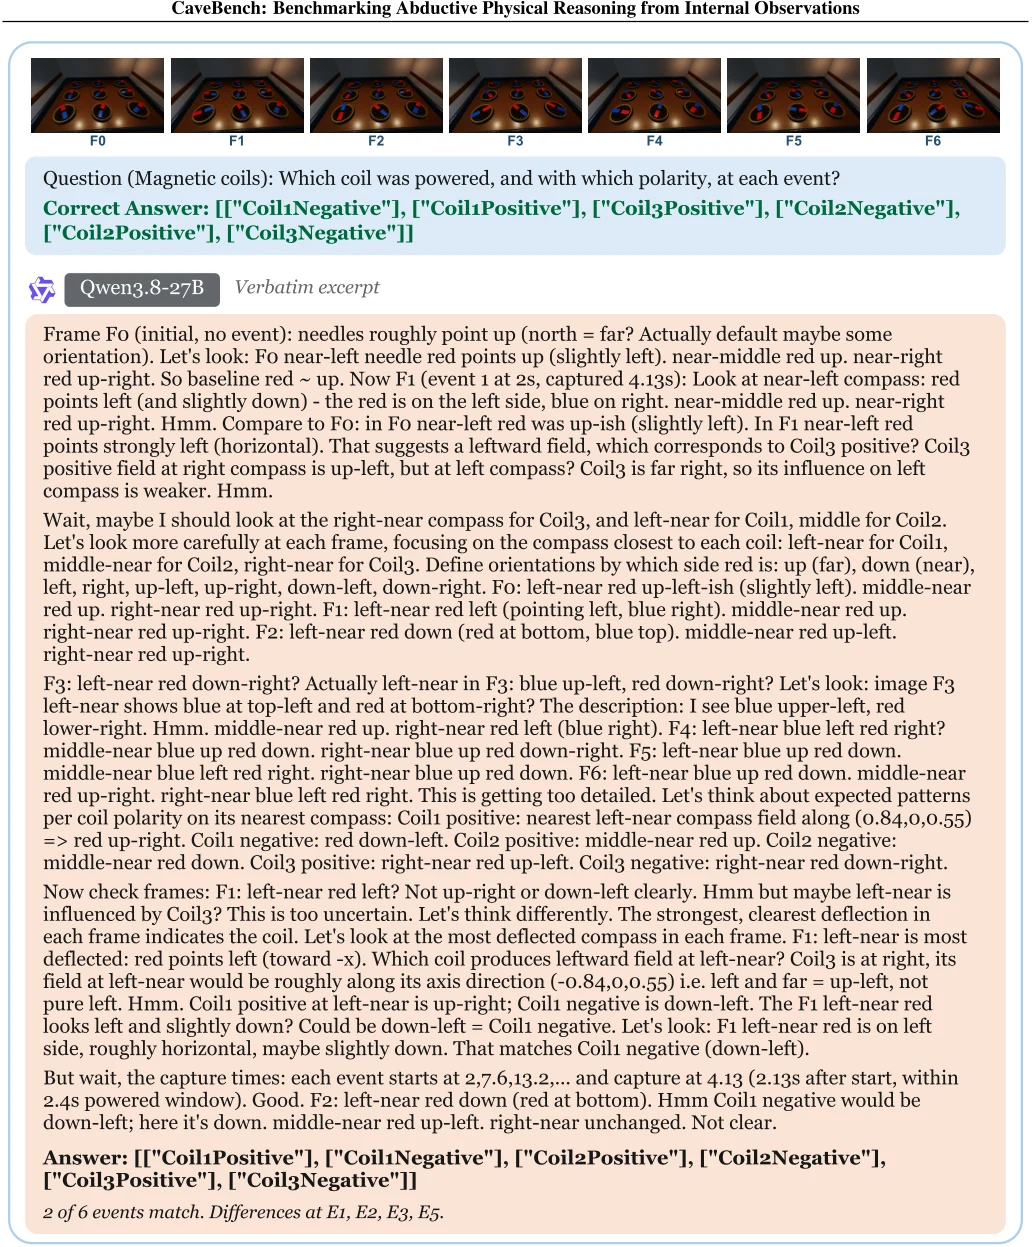 CaveBench: Benchmarking Abductive Physical Reasoning from Internal Observations
F0 F1 F2 F3 F4 F5 F6
Question (Magnetic coils): Which coil was powered, and with which polarity, at each event?
Correct Answer: [["Coil1Negative"], ["Coil1Positive"], ["Coil3Positive"], ["Coil2Negative"],
["Coil2Positive"], ["Coil3Negative"]]
Qwen3.8-27B Verbatim excerpt
Frame F0 (initial, no event): needles roughly point up (north = far? Actually default maybe some
orientation). Let's look: F0 near-left needle red points up (slightly left). near-middle red up. near-right
red up-right. So baseline red ~ up. Now F1 (event 1 at 2s, captured 4.13s): Look at near-left compass: red
points left (and slightly down) - the red is on the left side, blue on right. near-middle red up. near-right
red up-right. Hmm. Compare to F0: in F0 near-left red was up-ish (slightly left). In F1 near-left red
points strongly left (horizontal). That suggests a leftward field, which corresponds to Coil3 positive? Coil3
positive field at right compass is up-left, but at left compass? Coil3 is far right, so its influence on left
compass is weaker. Hmm.
Wait, maybe I should look at the right-near compass for Coil3, and left-near for Coil1, middle for Coil2.
Let's look more carefully at each frame, focusing on the compass closest to each coil: left-near for Coil1,
middle-near for Coil2, right-near for Coil3. Define orientations by which side red is: up (far), down (near),
left, right, up-left, up-right, down-left, down-right. F0: left-near red up-left-ish (slightly left). middle-near
red up. right-near red up-right. F1: left-near red left (pointing left, blue right). middle-near red up.
right-near red up-right. F2: left-near red down (red at bottom, blue top). middle-near red up-left.
right-near red up-right.
F3: left-near red down-right? Actually left-near in F3: blue up-left, red down-right? Let's look: image F3
left-near shows blue at top-left and red at bottom-right? The description: I see blue upper-left, red
lower-right. Hmm. middle-near red up. right-near red left (blue right). F4: left-near blue left red right?
middle-near blue up red down. right-near blue up red down-right. F5: left-near blue up red down.
middle-near blue left red right. right-near blue up red down. F6: left-near blue up red down. middle-near
red up-right. right-near blue left red right. This is getting too detailed. Let's think about expected patterns
per coil polarity on its nearest compass: Coil1 positive: nearest left-near compass field along (0.84,0,0.55)
=> red up-right. Coil1 negative: red down-left. Coil2 positive: middle-near red up. Coil2 negative:
middle-near red down. Coil3 positive: right-near red up-left. Coil3 negative: right-near red down-right.
Now check frames: F1: left-near red left? Not up-right or down-left clearly. Hmm but maybe left-near is
influenced by Coil3? This is too uncertain. Let's think differently. The strongest, clearest deflection in
each frame indicates the coil. Let's look at the most deflected compass in each frame. F1: left-near is most
deflected: red points left (toward -x). Which coil produces leftward field at left-near? Coil3 is at right, its
field at left-near would be roughly along its axis direction (-0.84,0,0.55) i.e. left and far = up-left, not
pure left. Hmm. Coil1 positive at left-near is up-right; Coil1 negative is down-left. The F1 left-near red
looks left and slightly down? Could be down-left = Coil1 negative. Let's look: F1 left-near red is on left
side, roughly horizontal, maybe slightly down. That matches Coil1 negative (down-left).
But wait, the capture times: each event starts at 2,7.6,13.2,... and capture at 4.13 (2.13s after start, within
2.4s powered window). Good. F2: left-near red down (red at bottom). Hmm Coil1 negative would be
down-left; here it's down. middle-near red up-left. right-near unchanged. Not clear.
Answer: [["Coil1Positive"], ["Coil1Negative"], ["Coil2Positive"], ["Coil2Negative"],
["Coil3Positive"], ["Coil3Negative"]]
2 of 6 events match. Differences at E1, E2, E3, E5.